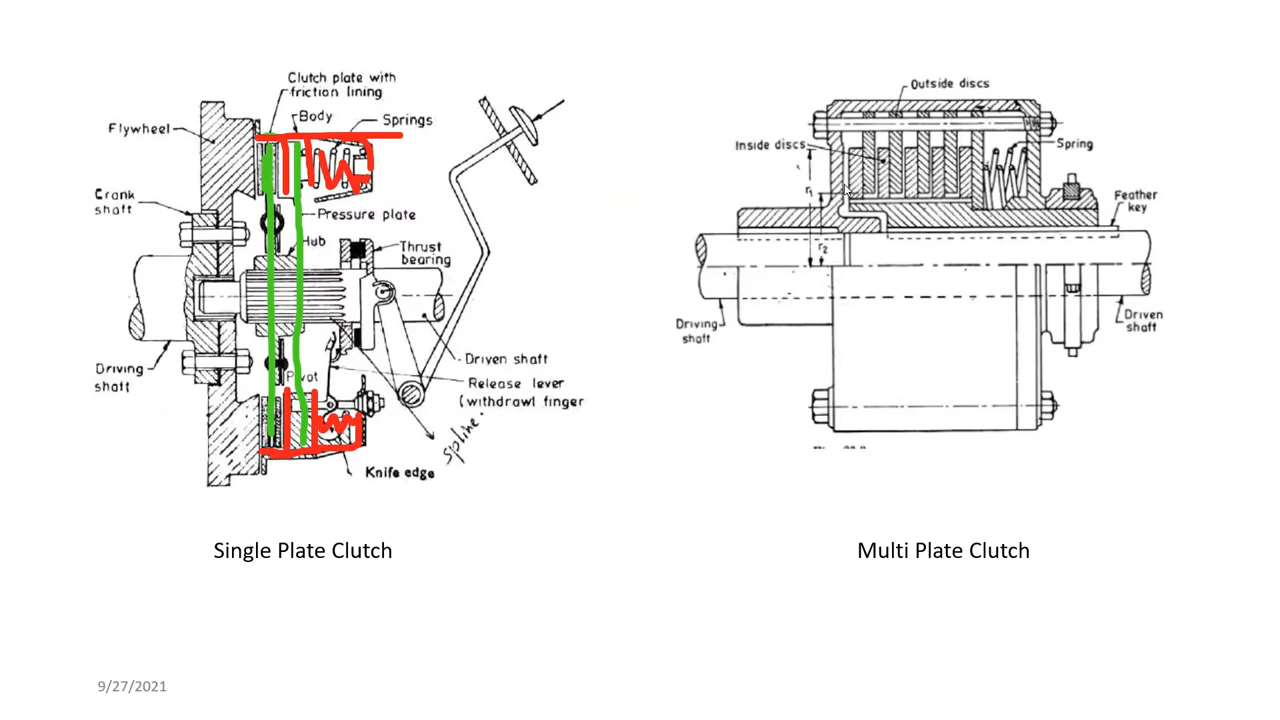 Clutch plate with
friction lining
Body
Springs
Flywheel
Crank
shaft
Pressure plate
Hub
Thrust
bearing
Driving
shaft
Pivot
Driven shaft
Release lever
(withdrawl finger
spline.
Knife edge
Single Plate Clutch
Outside discs
Inside discs
Spring
r1
Feather
key
r2
Driving
shaft
Driven
shaft
Multi Plate Clutch
9/27/2021